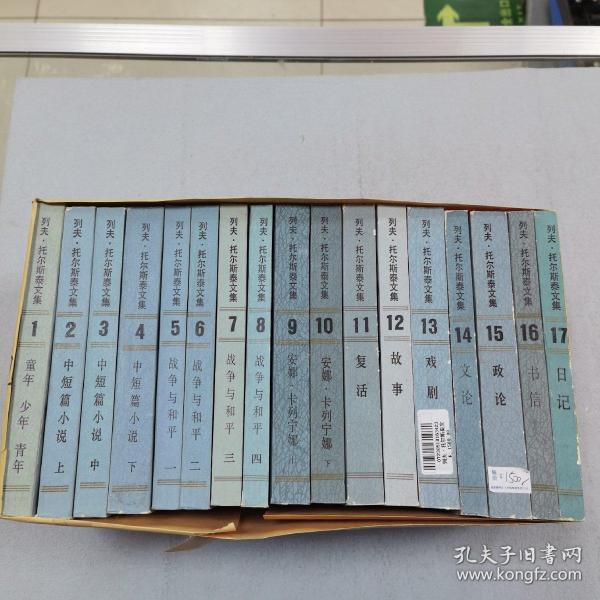 列夫·托尔斯泰文集
1
童年 少年 青年
列夫·托尔斯泰文集
2
中短篇小说 上
列夫·托尔斯泰文集
3
中短篇小说 中
列夫·托尔斯泰文集
4
中短篇小说 下
列夫·托尔斯泰文集
5
战争与和平 一
列夫·托尔斯泰文集
6
战争与和平 二
列夫·托尔斯泰文集
7
战争与和平 三
列夫·托尔斯泰文集
8
战争与和平 四
列夫·托尔斯泰文集
9
安娜·卡列宁娜 上
列夫·托尔斯泰文集
10
安娜·卡列宁娜 下
列夫·托尔斯泰文集
11
复活
列夫·托尔斯泰文集
12
故事
列夫·托尔斯泰文集
13
戏剧
列夫·托尔斯泰文集
14
文论
列夫·托尔斯泰文集
15
政论
1500/
列夫·托尔斯泰文集
16
书信
列夫·托尔斯泰文集
17
日记
孔夫子旧书网
www.kongfz.com